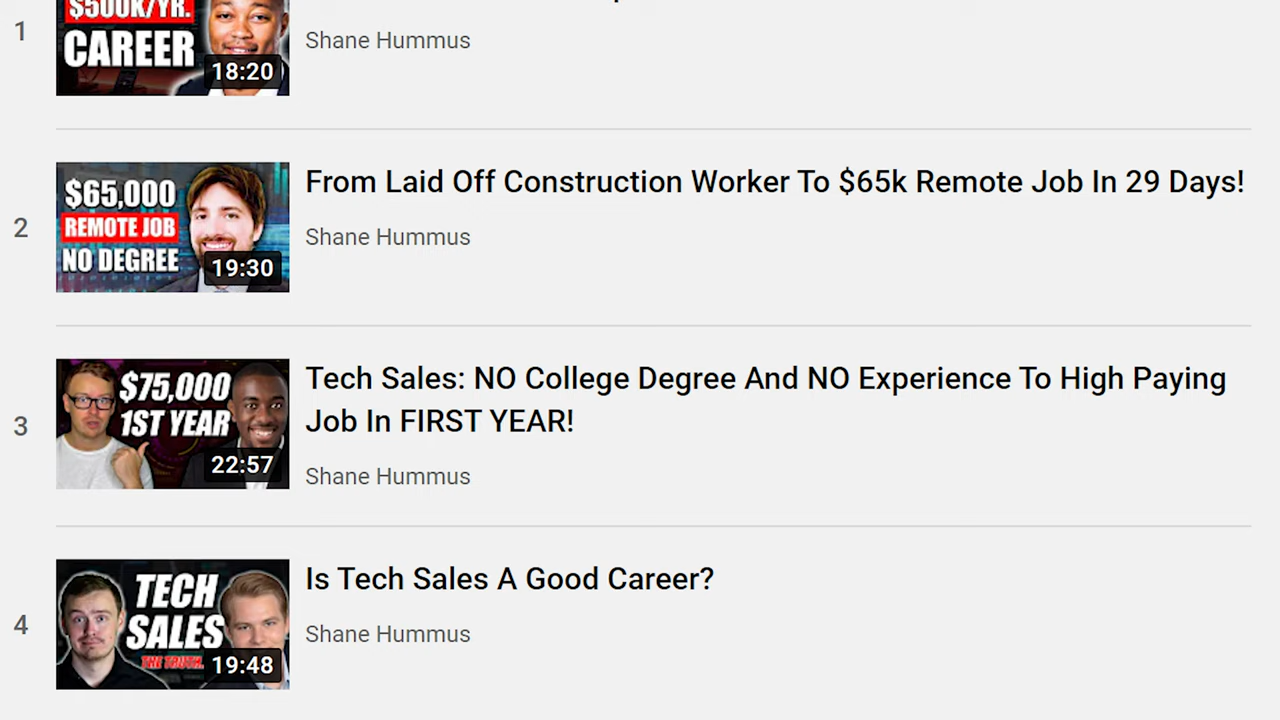 1
$500K/YR.
CAREER
18:20
Shane Hummus
2
$65,000
REMOTE JOB
NO DEGREE
19:30
From Laid Off Construction Worker To $65k Remote Job In 29 Days!
Shane Hummus
3
$75,000
1ST YEAR
22:57
Tech Sales: NO College Degree And NO Experience To High Paying
Job In FIRST YEAR!
Shane Hummus
4
TECH
SALES
THE TRUTH.
19:48
Is Tech Sales A Good Career?
Shane Hummus